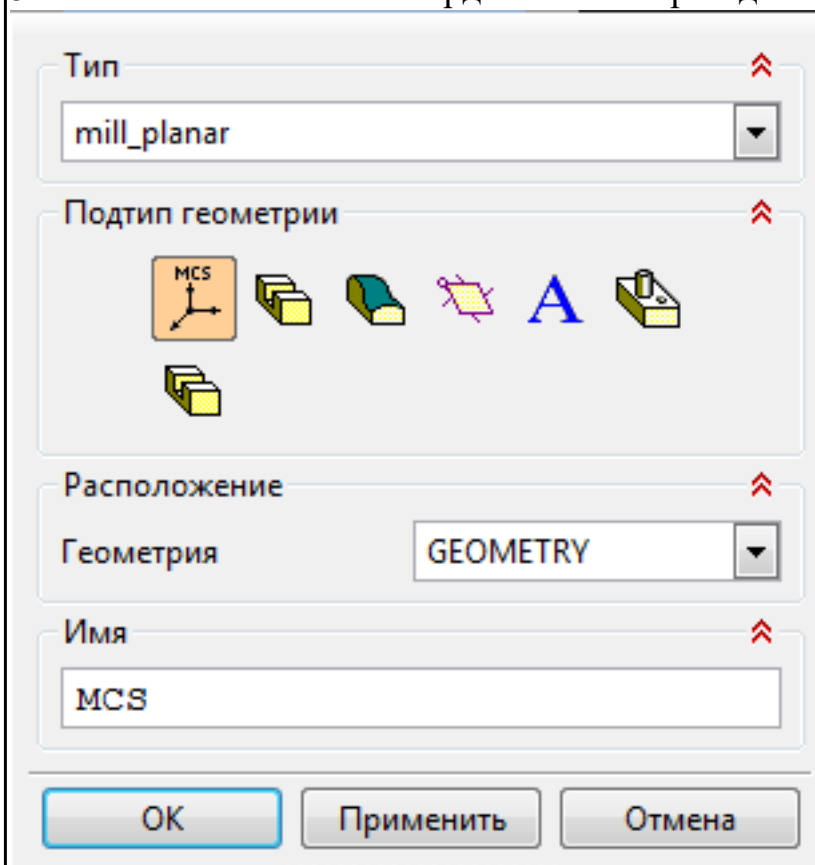 Тип
mill_planar
Подтип геометрии
MCS
A
Расположение
Геометрия GEOMETRY
Имя
MCS
OK Применить Отмена